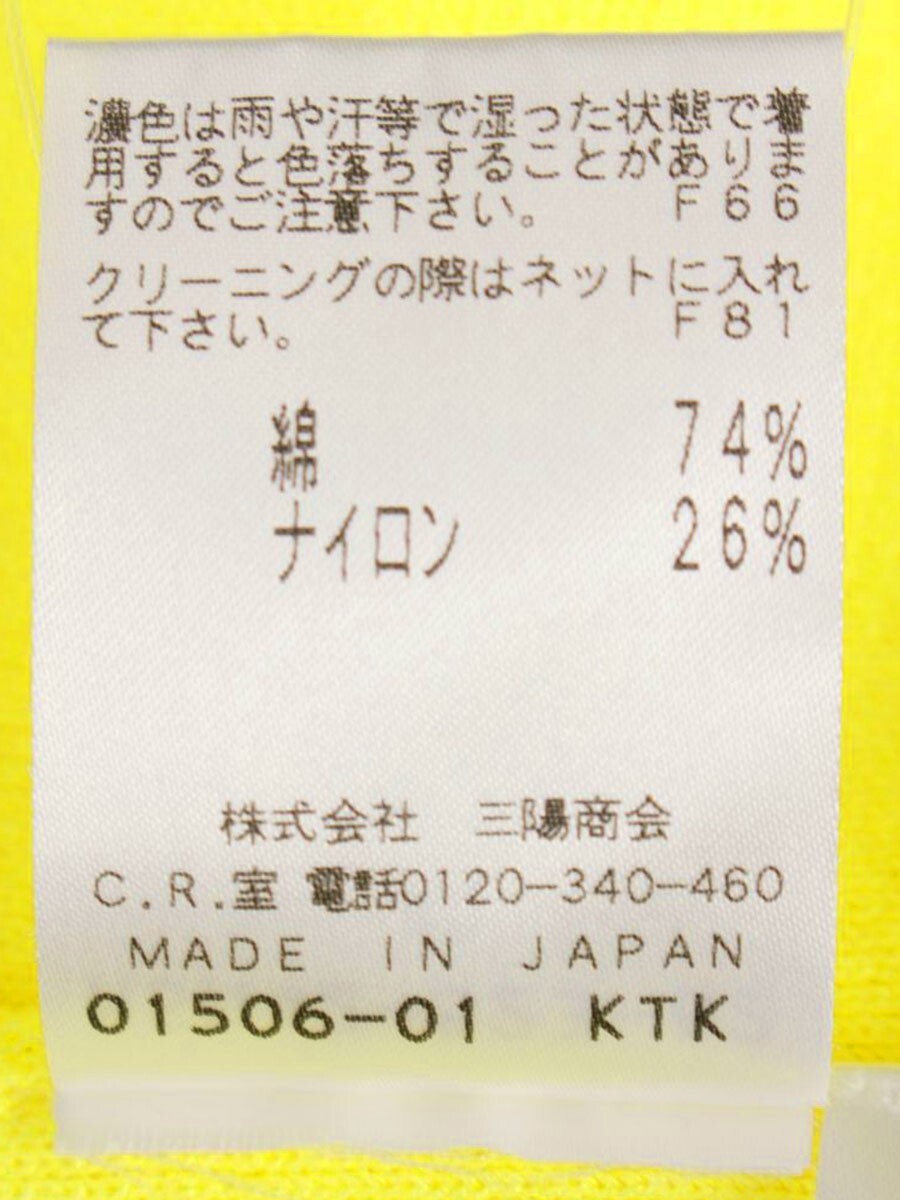 濃色は雨や汗等で湿った状態で着
用すると色落ちすることがありま
すのでご注意下さい。 F66
クリーニングの際はネットに入れ
て下さい。 F81
綿 74%
ナイロン 26%
株式会社 三陽商会
C.R.室 電話0120-340-460
MADE IN JAPAN
01506-01 KTK